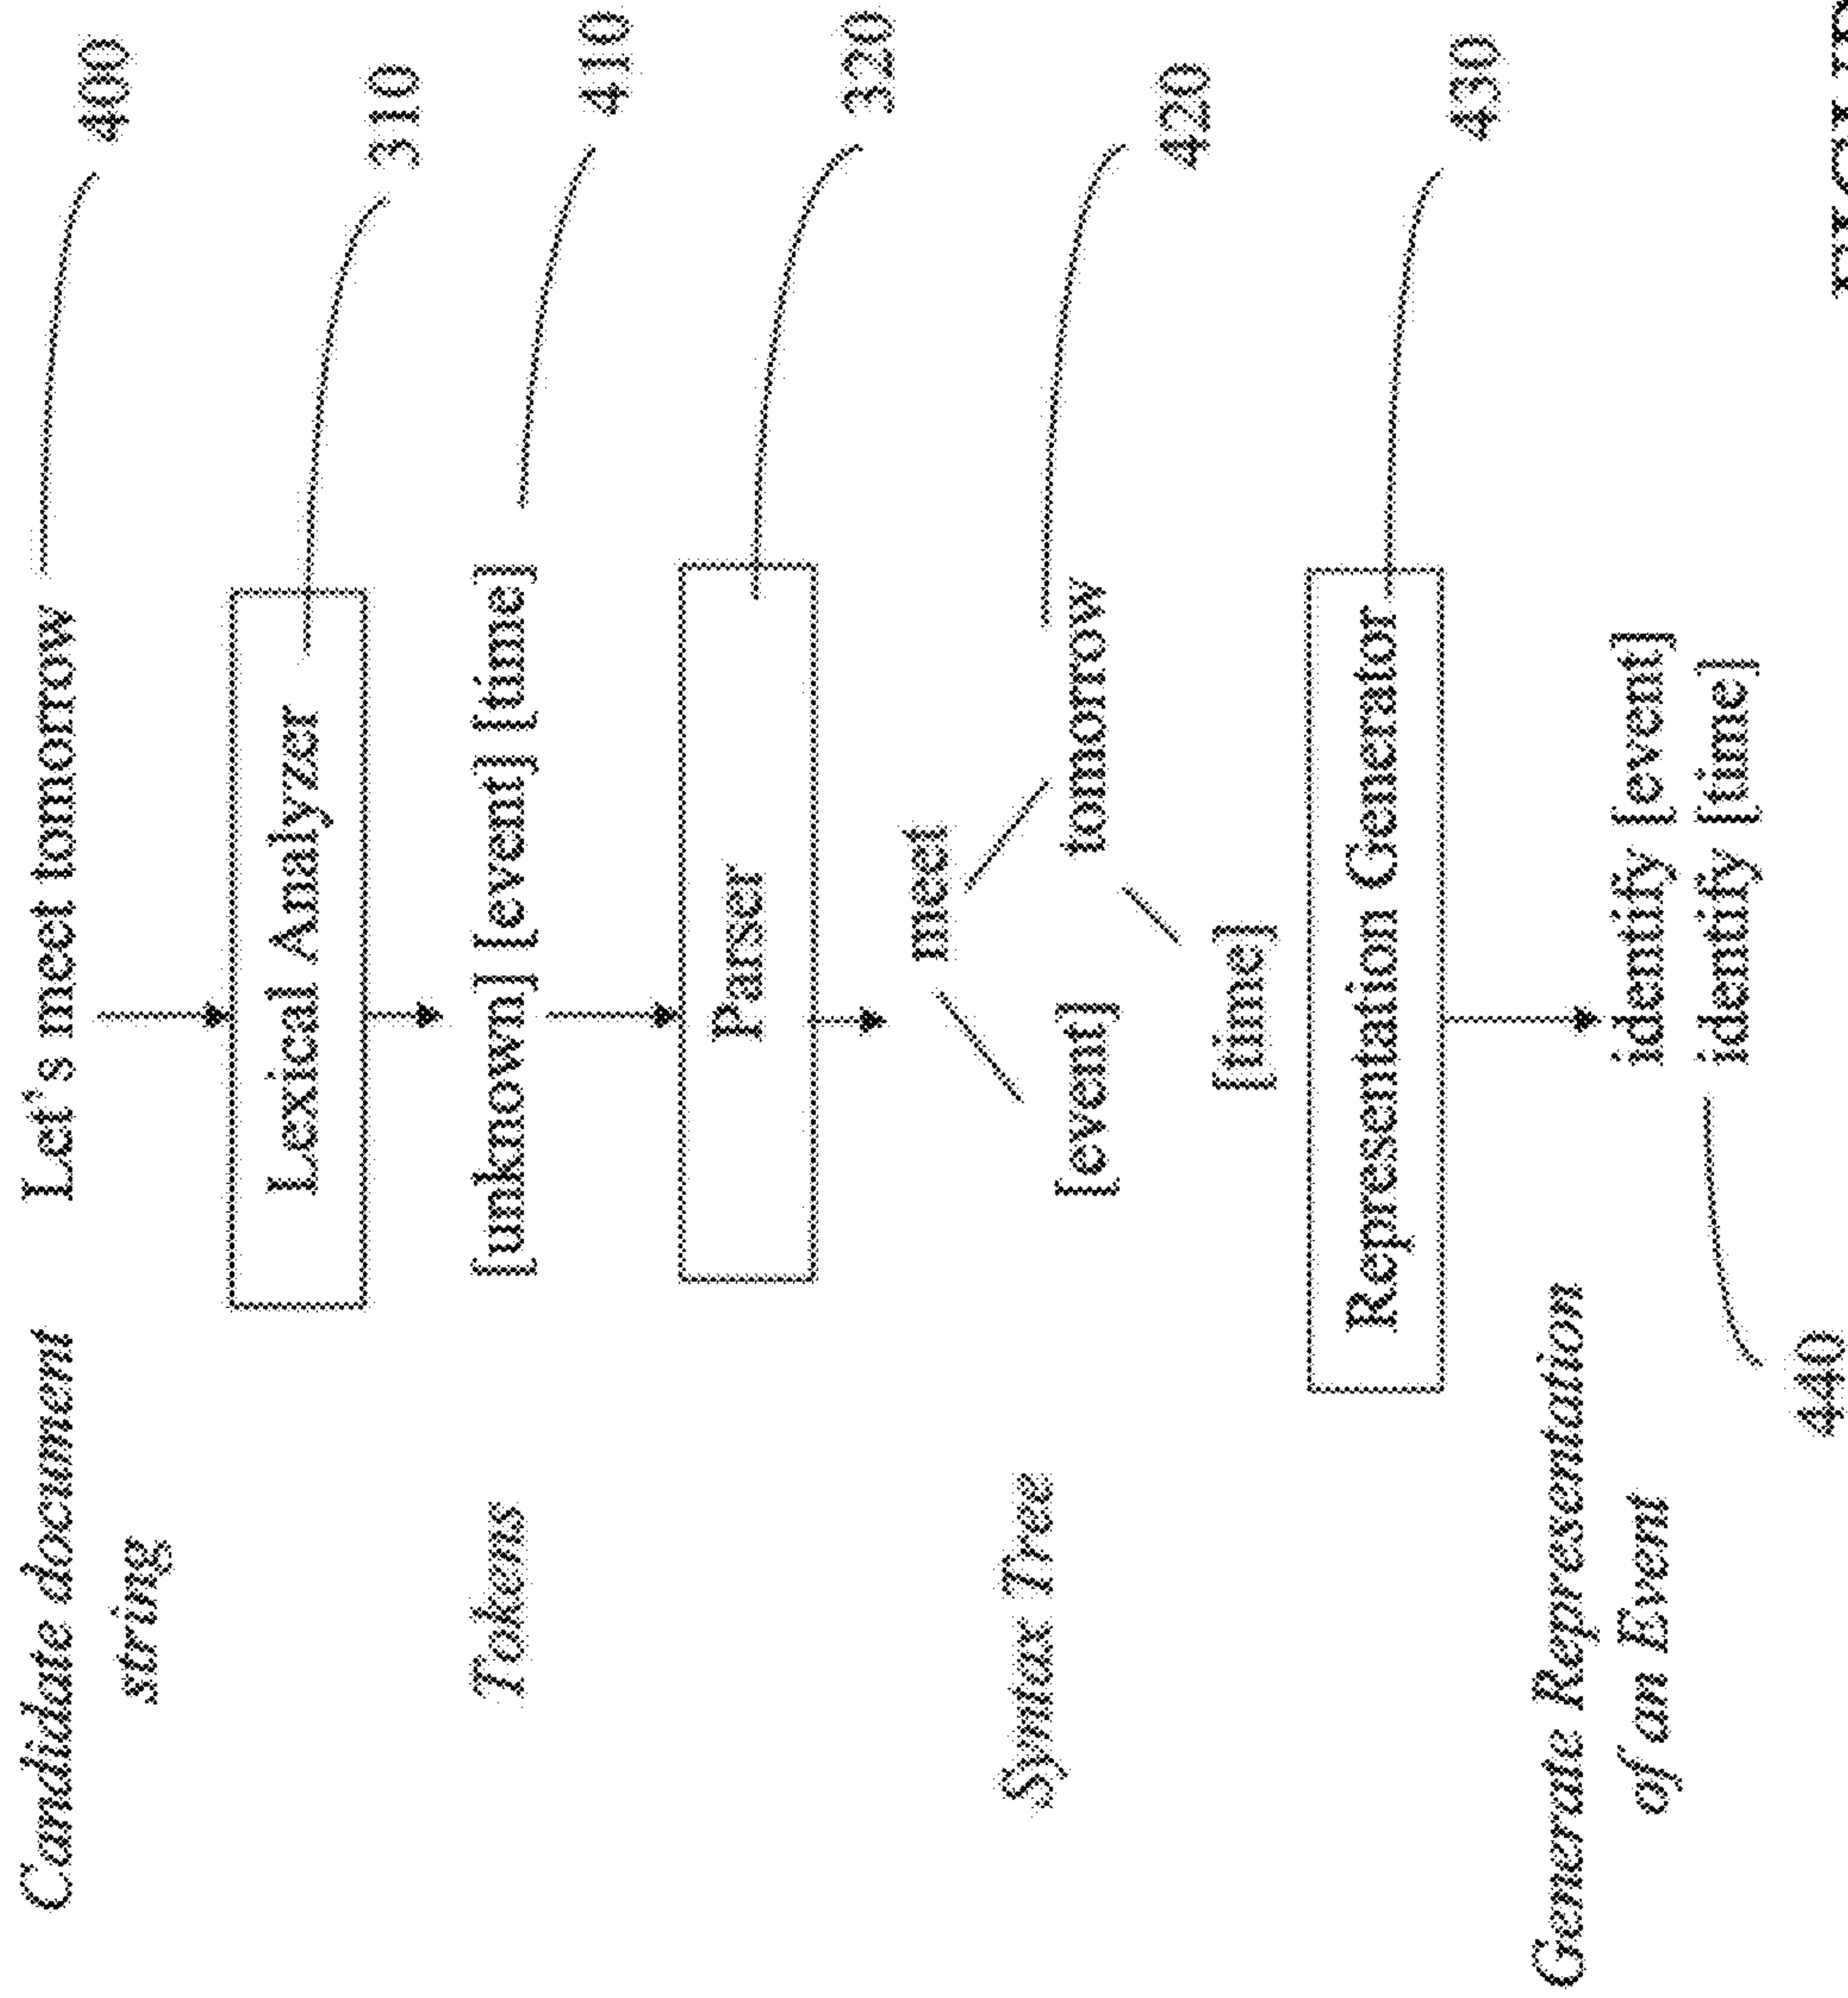 Candidate document
string
Let's meet tomorrow
400
Lexical Analyzer
310
Tokens
[unknown] [event] [time]
410
Parser
320
Syntax Tree
meet
[event]
tomorrow
[time]
420
Representation Generator
430
Generate Representation
of an Event
identify [event]
identify [time]
440